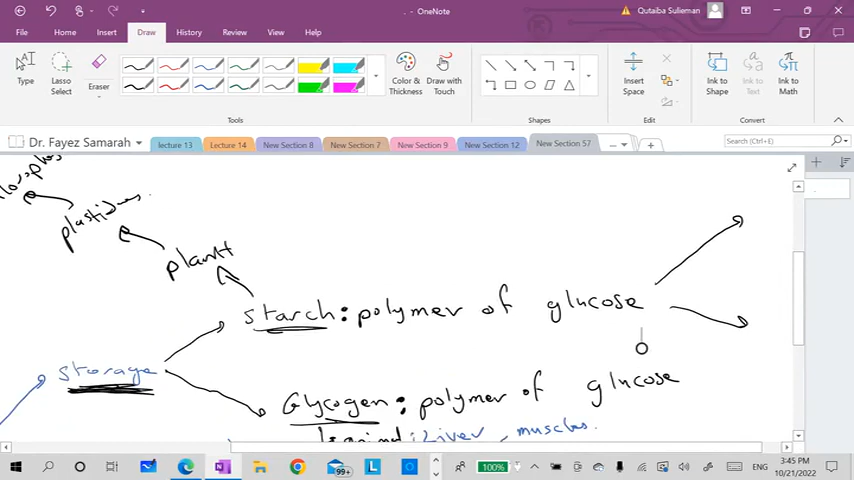 . - OneNote
Qutaiba Sulieman
File Home Insert Draw History Review View Help
Type
Lasso Select
Eraser
Color & Thickness
Draw with Touch
Insert Space
Ink to Shape
Ink to Text
Ink to Math
Tools Shapes Edit Convert
Dr. Fayez Samarah lecture 13 Lecture 14 New Section 8 New Section 7 New Section 9 New Section 12 New Section 57 Search (Ctrl+E)
plastides
plant
starch : polymer of glucose
storage
Glycogen : polymer of glucose
Liver , muscles.
99+
100%
ENG
3:45 PM
10/21/2022